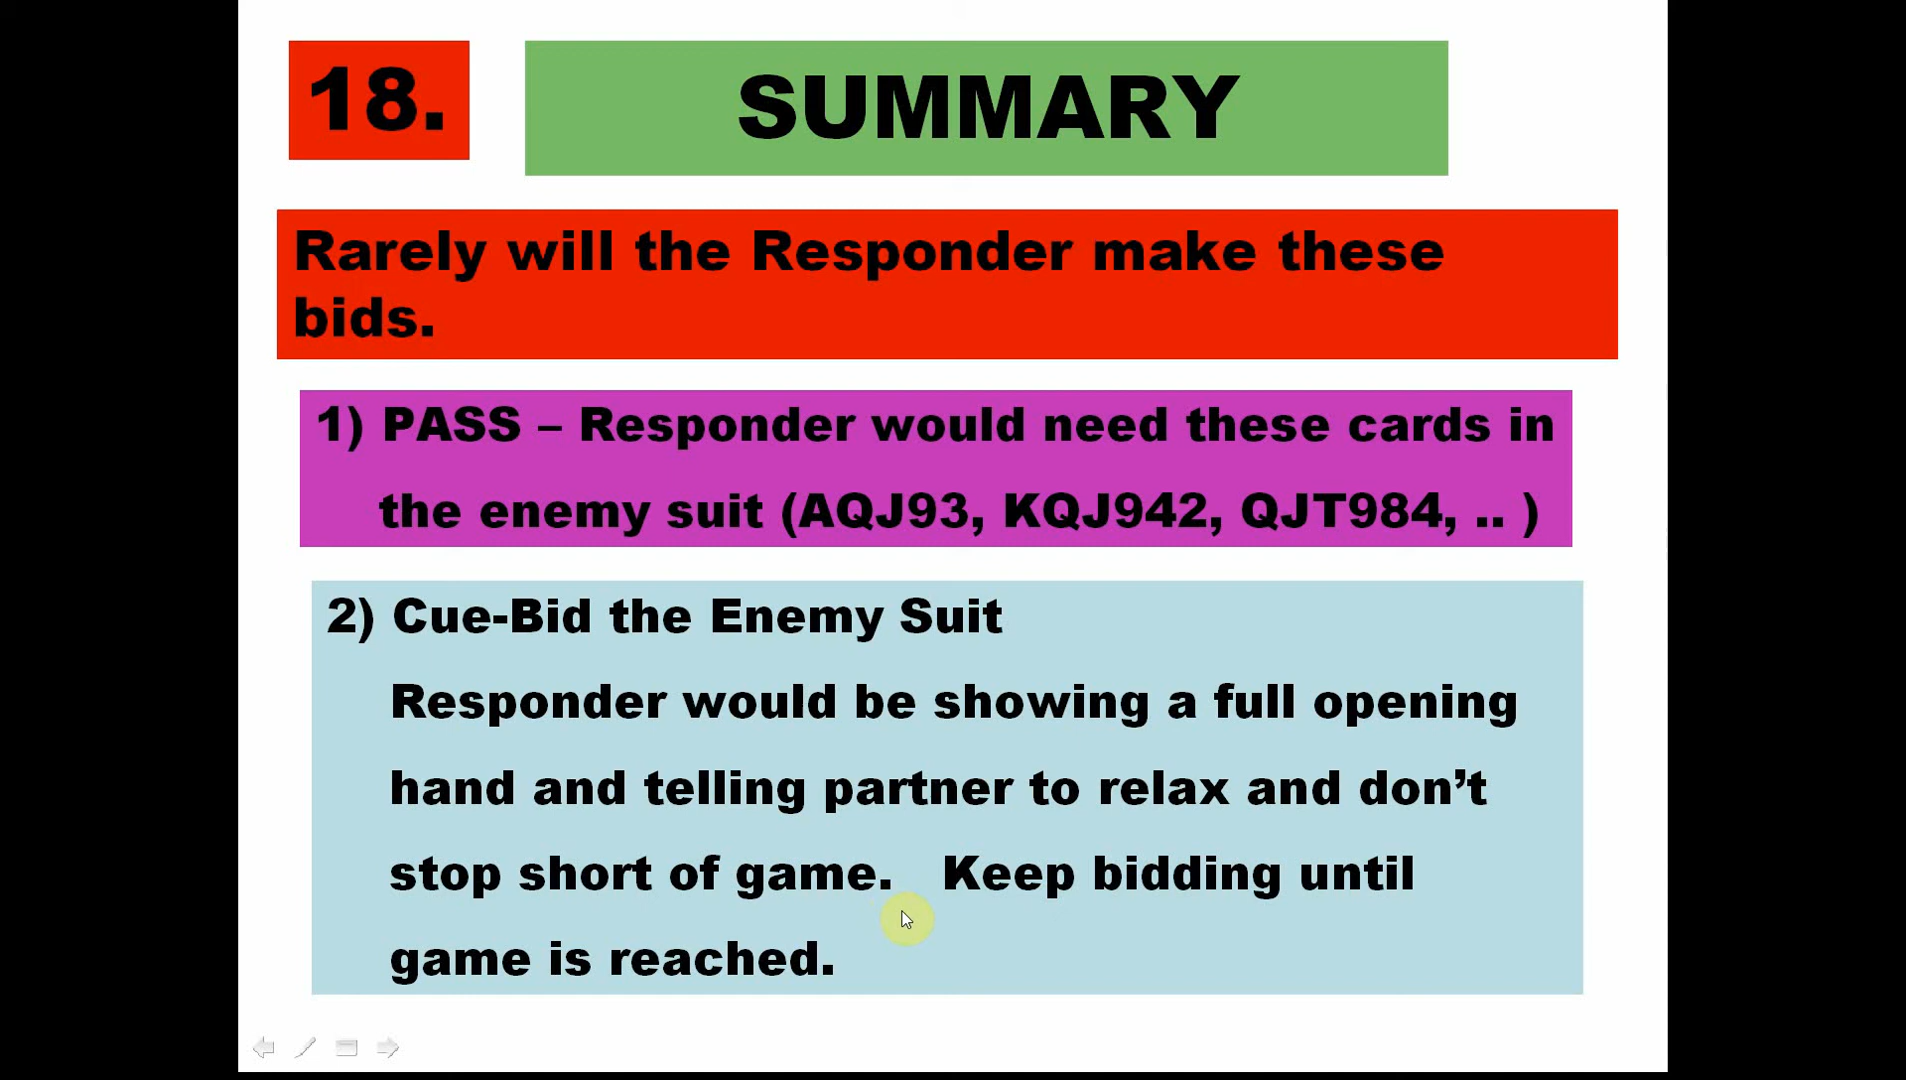 18.
SUMMARY
Rarely will the Responder make these
bids.
1) PASS – Responder would need these cards in
the enemy suit (AQJ93, KQJ942, QJT984, .. )
2) Cue-Bid the Enemy Suit
Responder would be showing a full opening
hand and telling partner to relax and don’t
stop short of game.   Keep bidding until
game is reached.